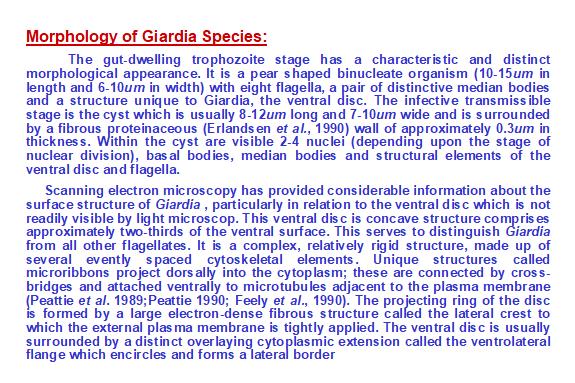 Morphology of Giardia Species:
The gut-dwelling trophozoite stage has a characteristic and distinct
morphological appearance. It is a pear shaped binucleate organism (10-15um in
length and 6-10um in width) with eight flagella, a pair of distinctive median bodies
and a structure unique to Giardia, the ventral disc. The infective transmissible
stage is the cyst which is usually 8-12um long and 7-10um wide and is surrounded
by a fibrous proteinaceous (Erlandsen et al., 1990) wall of approximately 0.3um in
thickness. Within the cyst are visible 2-4 nuclei (depending upon the stage of
nuclear division), basal bodies, median bodies and structural elements of the
ventral disc and flagella.
Scanning electron microscopy has provided considerable information about the
surface structure of Giardia , particularly in relation to the ventral disc which is not
readily visible by light microscop. This ventral disc is concave structure comprises
approximately two-thirds of the ventral surface. This serves to distinguish Giardia
from all other flagellates. It is a complex, relatively rigid structure, made up of
several evently spaced cytoskeletal elements. Unique structures called
microribbons project dorsally into the cytoplasm; these are connected by cross-
bridges and attached ventrally to microtubules adjacent to the plasma membrane
(Peattie et al. 1989;Peattie 1990; Feely et al., 1990). The projecting ring of the disc
is formed by a large electron-dense fibrous structure called the lateral crest to
which the external plasma membrane is tightly applied. The ventral disc is usually
surrounded by a distinct overlaying cytoplasmic extension called the ventrolateral
flange which encircles and forms a lateral border